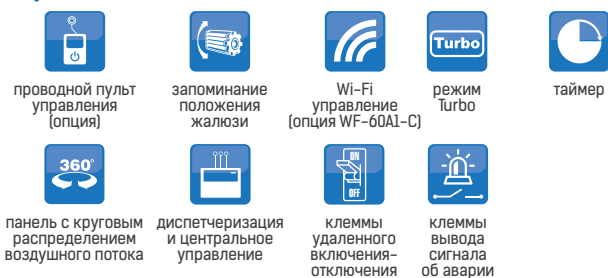 Turbo
проводной пульт
управления
(опция)
запоминание
положения
жалюзи
Wi-Fi
управление
(опция WF-60A1-C)
режим
Turbo
таймер
360°
ON
OFF
панель с круговым
распределением
воздушного потока
диспетчеризация
и центральное
управление
клеммы
удаленного
включения-
отключения
клеммы
вывода
сигнала
об аварии